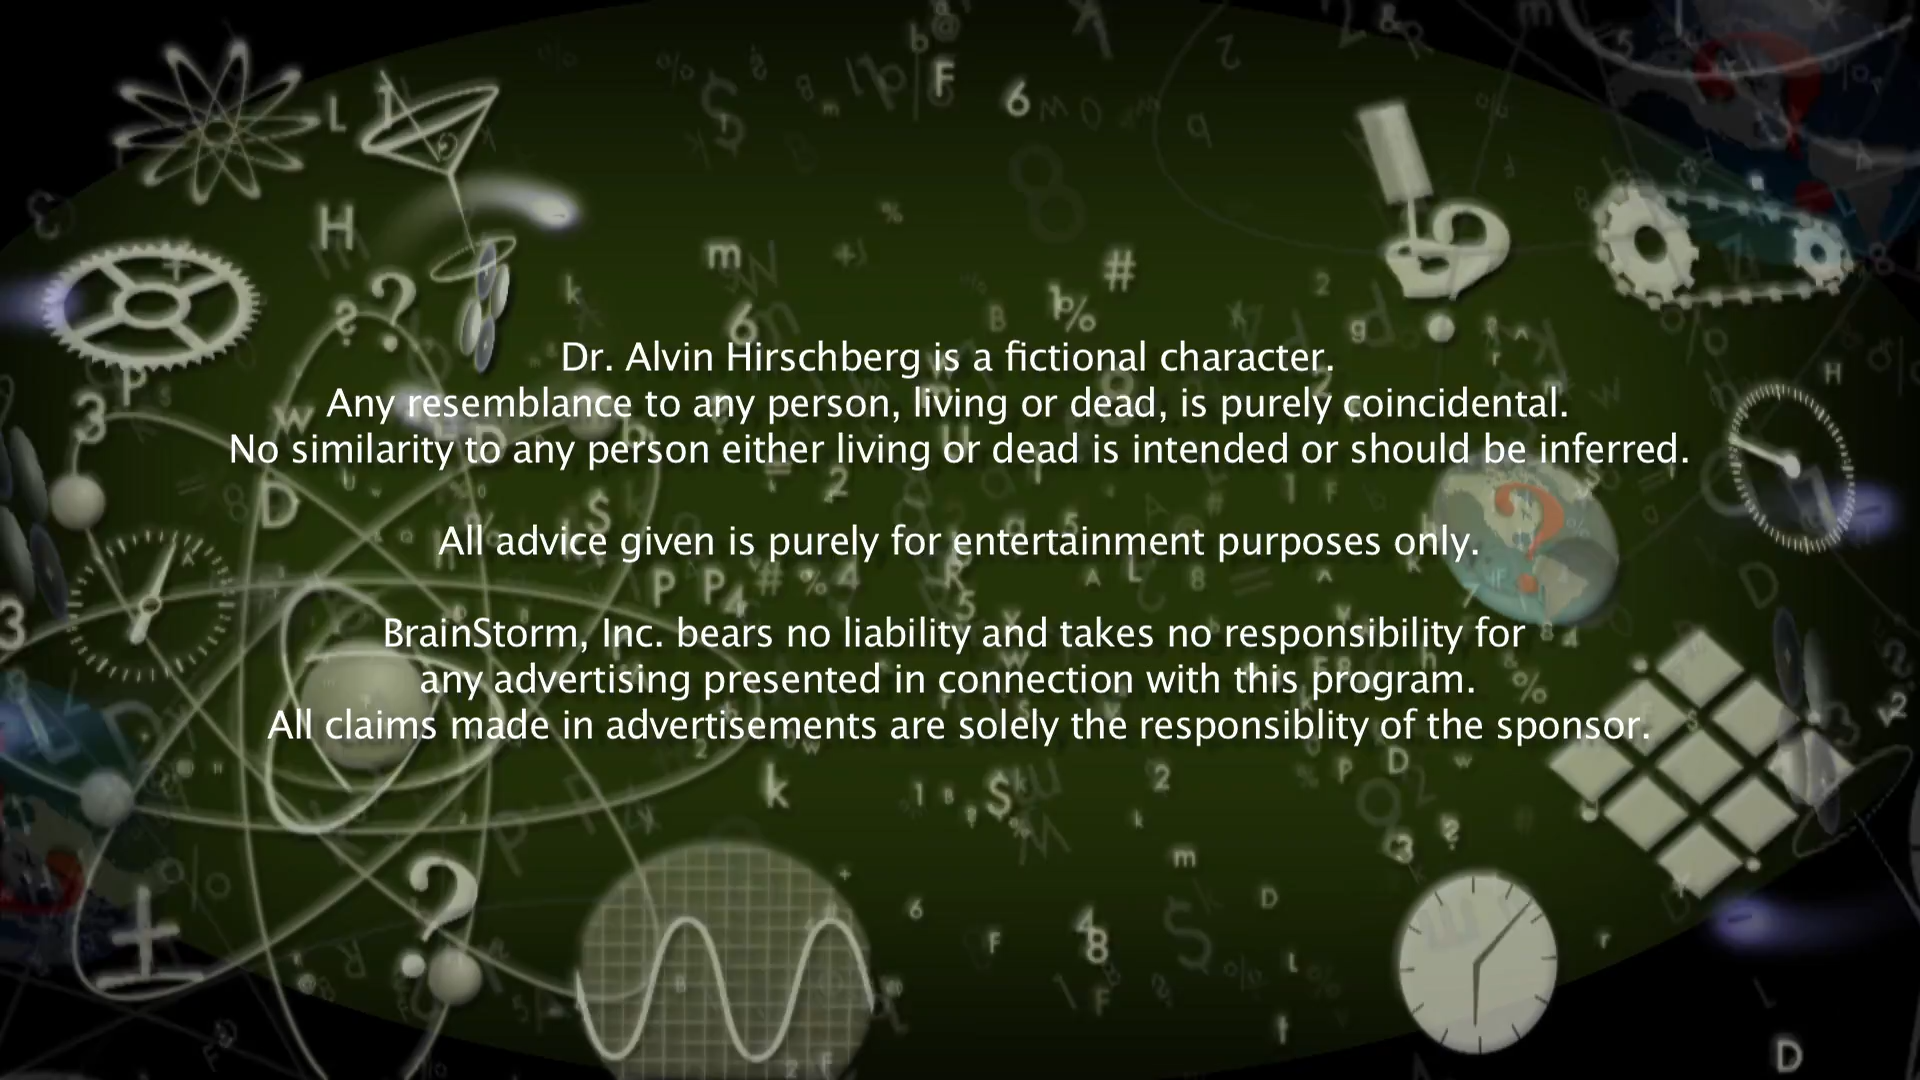 Dr. Alvin Hirschberg is a fictional character.
Any resemblance to any person, living or dead, is purely coincidental.
No similarity to any person either living or dead is intended or should be inferred.
All advice given is purely for entertainment purposes only.
BrainStorm, Inc. bears no liability and takes no responsibility for
any advertising presented in connection with this program.
All claims made in advertisements are solely the responsiblity of the sponsor.